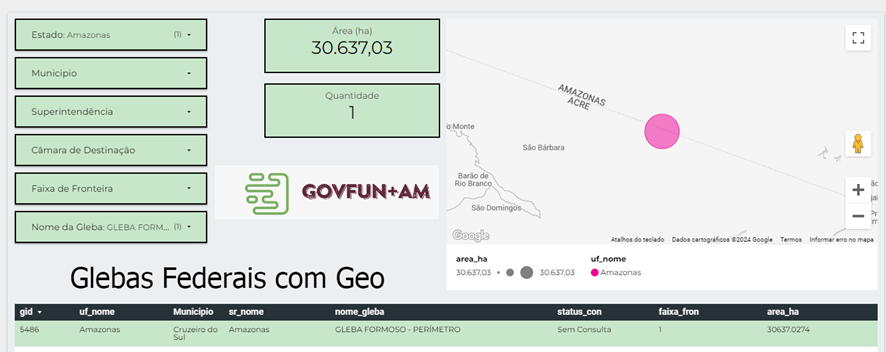 Estado: Amazonas (1)
Municipio
Superintendência
Câmara de Destinação
Faixa de Fronteira
Nome da Gleba: GLEBA FORM... (1)
Área (ha)
30.637,03
Quantidade
1
GOVFUN+AM
Glebas Federais com Geo
AMAZONAS
ACRE
o Monte
São Bárbara
Barão de
Rio Branco
São Domingos
Google
Atalhos do teclado Dados cartográficos ©2024 Google Termos Informar erro no mapa
area_ha uf_nome
30.637,03 30.637,03 Amazonas
gid uf_nome Municipio sr_nome nome_gleba status_con faixa_fron area_ha
5486 Amazonas Cruzeiro do Sul Amazonas GLEBA FORMOSO - PERÍMETRO Sem Consulta 1 30637.0274